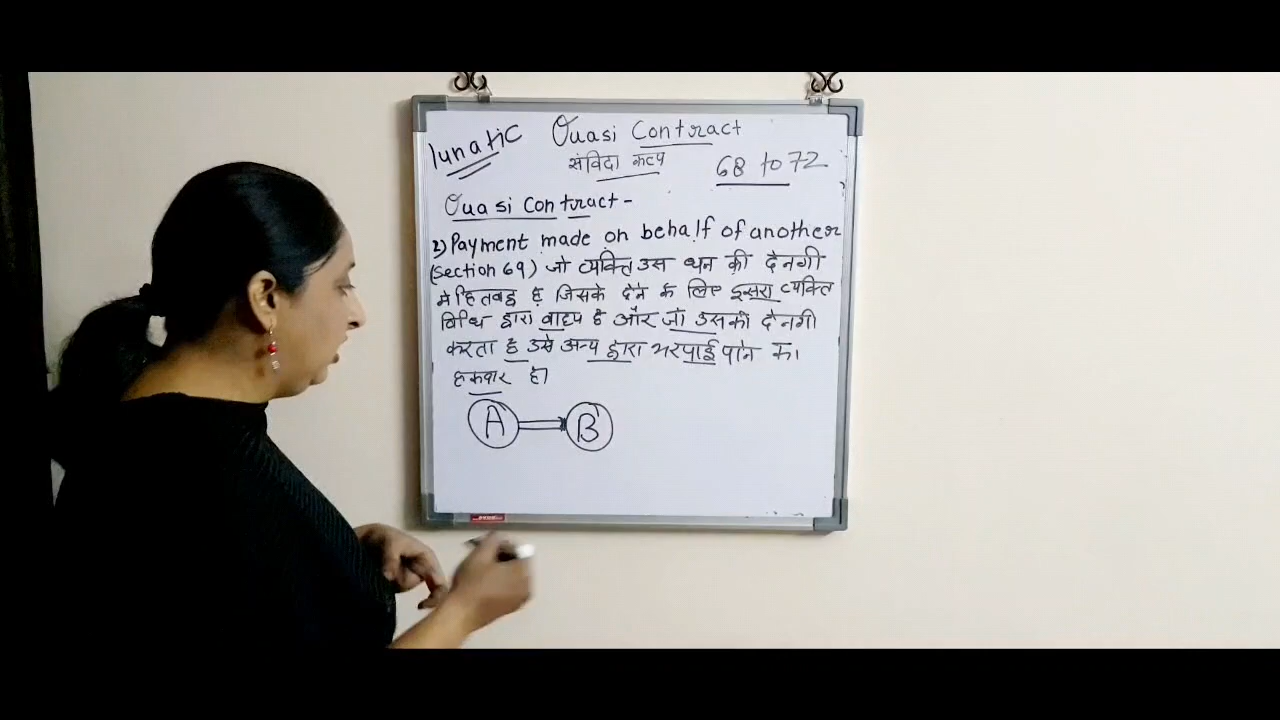 lunatic
Quasi Contract
संविदा कल्प
68 to 72
Quasi Contract -
2) Payment made on behalf of another
(Section 69) जो व्यक्ति उस धन की देनगी
मे हितबद्ध है जिसके देने के लिए दूसरा व्यक्ति
विधि द्वारा बाध्य है और जो उसकी देनगी
करता है उसे अन्य द्वारा भरपाई पाने का
हकदार है।
A
B